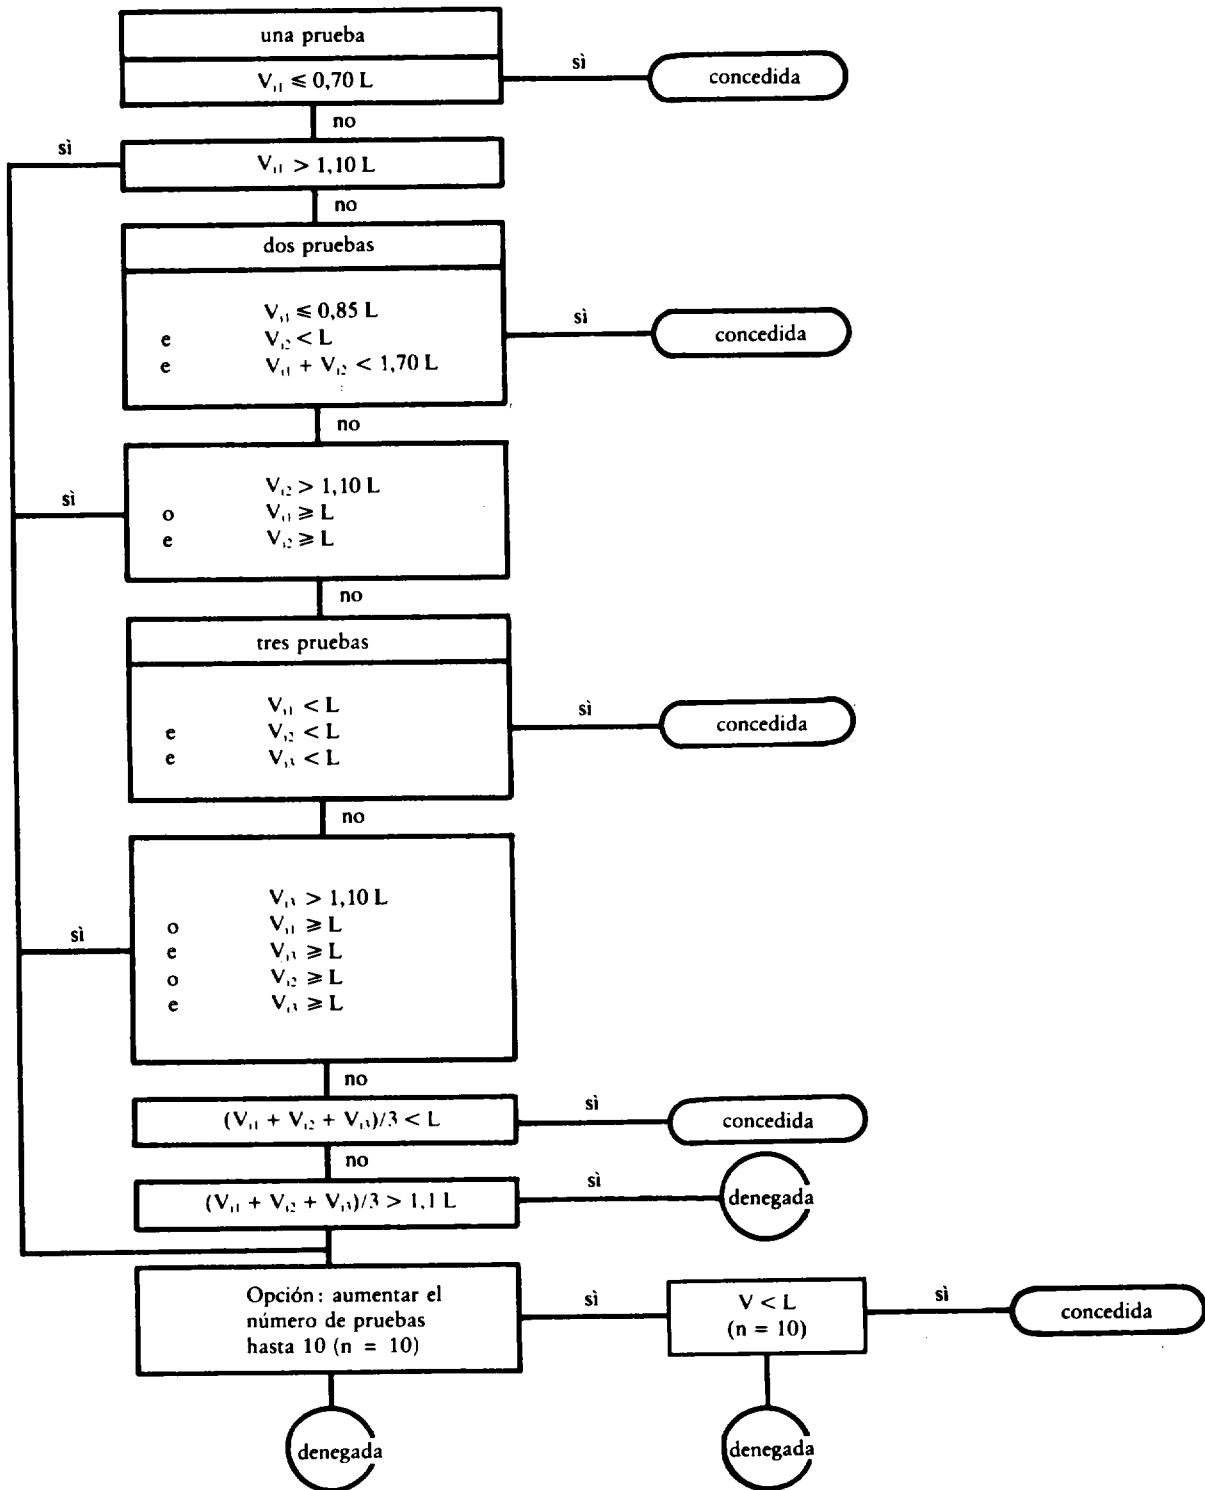 una prueba
V₁₁ ≤ 0,70 L
sì
concedida
no
sì
V₁₁ > 1,10 L
no
dos pruebas
V₁₁ ≤ 0,85 L
e V₁₂ < L
e V₁₁ + V₁₂ < 1,70 L
sì
concedida
no
sì
V₁₂ > 1,10 L
o V₁₁ ≥ L
e V₁₂ ≥ L
no
tres pruebas
V₁₁ < L
e V₁₂ < L
e V₁₃ < L
sì
concedida
no
sì
V₁₃ > 1,10 L
o V₁₁ ≥ L
e V₁₃ ≥ L
o V₁₂ ≥ L
e V₁₃ ≥ L
no
(V₁₁ + V₁₂ + V₁₃)/3 < L
sì
concedida
no
(V₁₁ + V₁₂ + V₁₃)/3 > 1,1 L
sì
denegada
Opción: aumentar el
número de pruebas
hasta 10 (n = 10)
sì
V < L
(n = 10)
sì
concedida
denegada
denegada